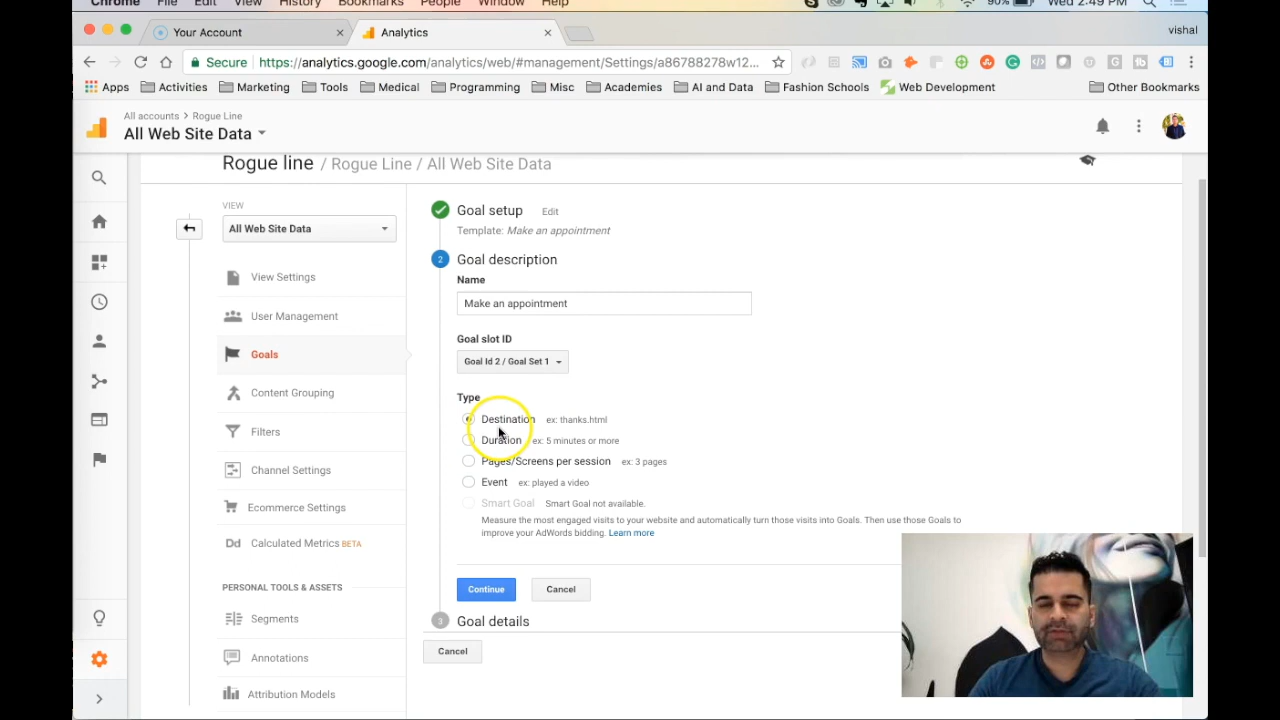 Chrome File Edit View History Bookmarks People Window Help 90% Wed 2:49 PM
Your Account × Analytics × vishal
Secure https://analytics.google.com/analytics/web/#management/Settings/a86788278w12...
Apps Activities Marketing Tools Medical Programming Misc Academies AI and Data Fashion Schools Web Development Other Bookmarks
All accounts > Rogue Line
All Web Site Data
Rogue line / Rogue Line / All Web Site Data
VIEW
All Web Site Data
View Settings
User Management
Goals
Content Grouping
Filters
Channel Settings
Ecommerce Settings
Dd Calculated Metrics BETA
PERSONAL TOOLS & ASSETS
Segments
Annotations
Attribution Models
Goal setup Edit
Template: Make an appointment
2 Goal description
Name
Make an appointment
Goal slot ID
Goal Id 2 / Goal Set 1
Type
Destination ex: thanks.html
Duration ex: 5 minutes or more
Pages/Screens per session ex: 3 pages
Event ex: played a video
Smart Goal Smart Goal not available.
Measure the most engaged visits to your website and automatically turn those visits into Goals. Then use those Goals to
improve your AdWords bidding. Learn more
Continue Cancel
3 Goal details
Cancel